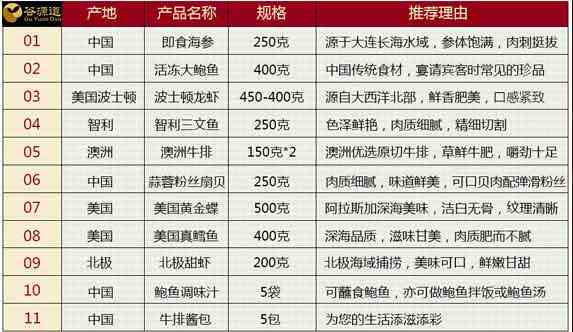 谷源道 产地 产品名称 规格 推荐理由
Gu Yuan Dao
01 中国 即食海参 250克 源于大连长海水域，参体饱满，肉刺挺拔
02 中国 活冻大鲍鱼 400克 中国传统食材，宴请宾客时常见的珍品
03 美国波士顿 波士顿龙虾 450-400克 源自大西洋北部，鲜香肥美，口感紧致
04 智利 智利三文鱼 250克 色泽鲜艳，肉质细腻，精细切割
05 澳洲 澳洲牛排 150克*2 澳洲优选原切牛排，草鲜牛肥，嚼劲十足
06 中国 蒜蓉粉丝扇贝 250克 肉质细腻，味道鲜美，可口贝肉配弹滑粉丝
07 美国 美国黄金鲽 500克 阿拉斯加深海美味，洁白无骨，纹理清晰
08 美国 美国真鳕鱼 400克 深海品质，滋味甘美，肉质肥而不腻
09 北极 北极甜虾 200克 北极海域捕捞，美味可口，鲜嫩甘甜
10 中国 鲍鱼调味汁 5袋 可蘸食鲍鱼，亦可做鲍鱼拌饭或鲍鱼汤
11 中国 牛排酱包 5包 为您的生活添滋添彩